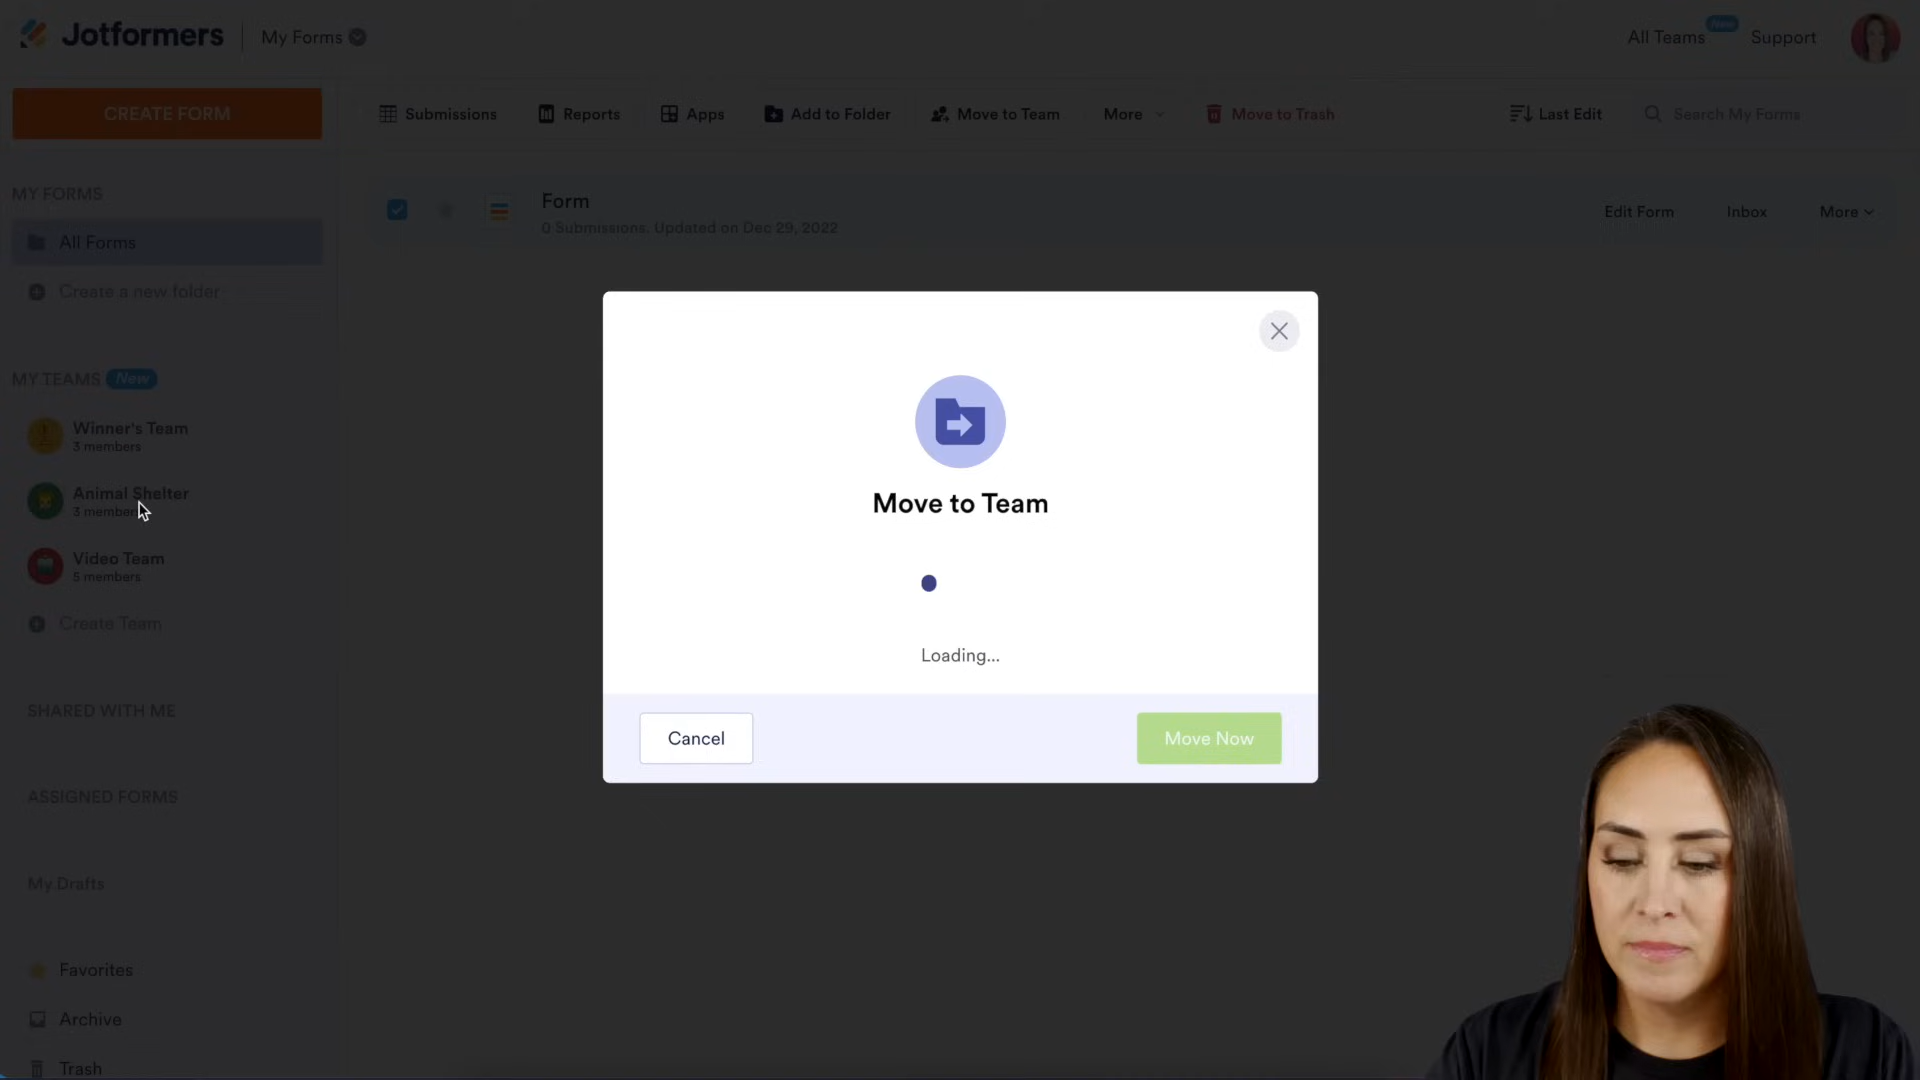 Jotformers
My Forms
All Teams
New
Support
CREATE FORM
Submissions
Reports
Apps
Add to Folder
Move to Team
More
Move to Trash
Last Edit
Search My Forms
MY FORMS
All Forms
Create a new folder
Form
0 Submissions. Updated on Dec 29, 2022
Edit Form
Inbox
More
MY TEAMS New
Winner's Team
3 members
Animal Shelter
3 members
Video Team
5 members
Create Team
SHARED WITH ME
ASSIGNED FORMS
My Drafts
Favorites
Archive
Trash
Move to Team
Loading...
Cancel
Move Now